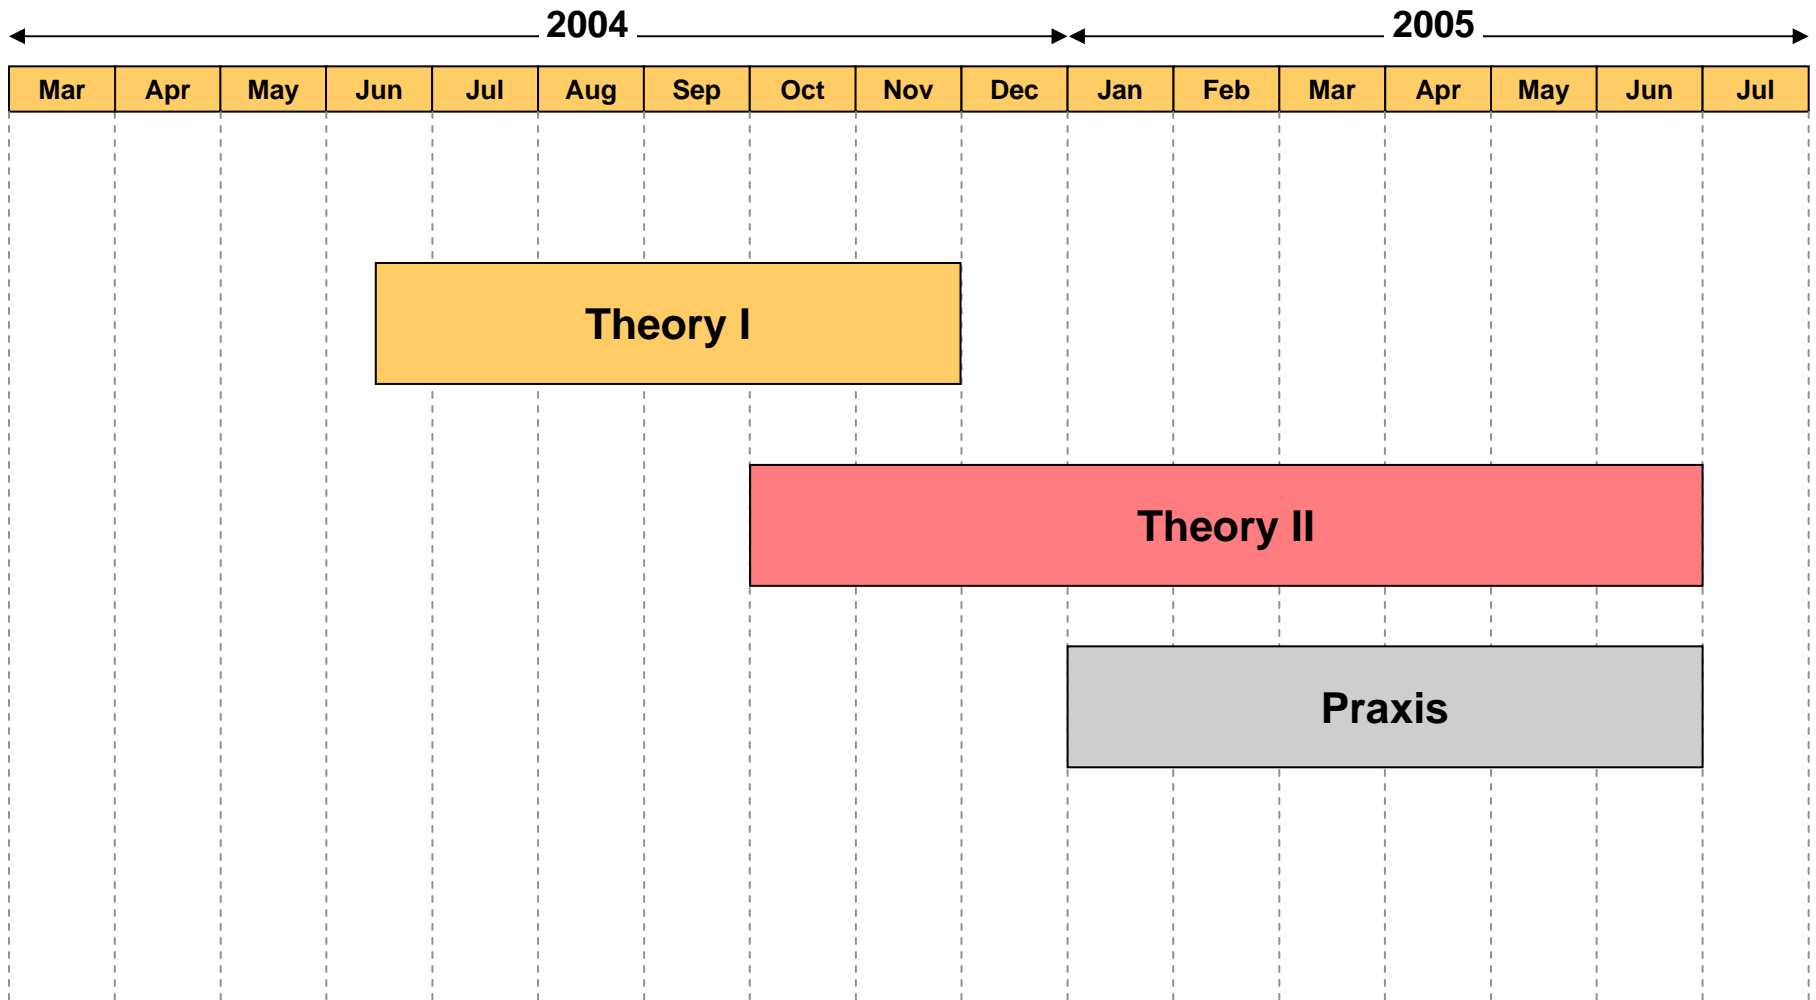 2004 2005
Mar Apr May Jun Jul Aug Sep Oct Nov Dec Jan Feb Mar Apr May Jun Jul
Theory I
Theory II
Praxis